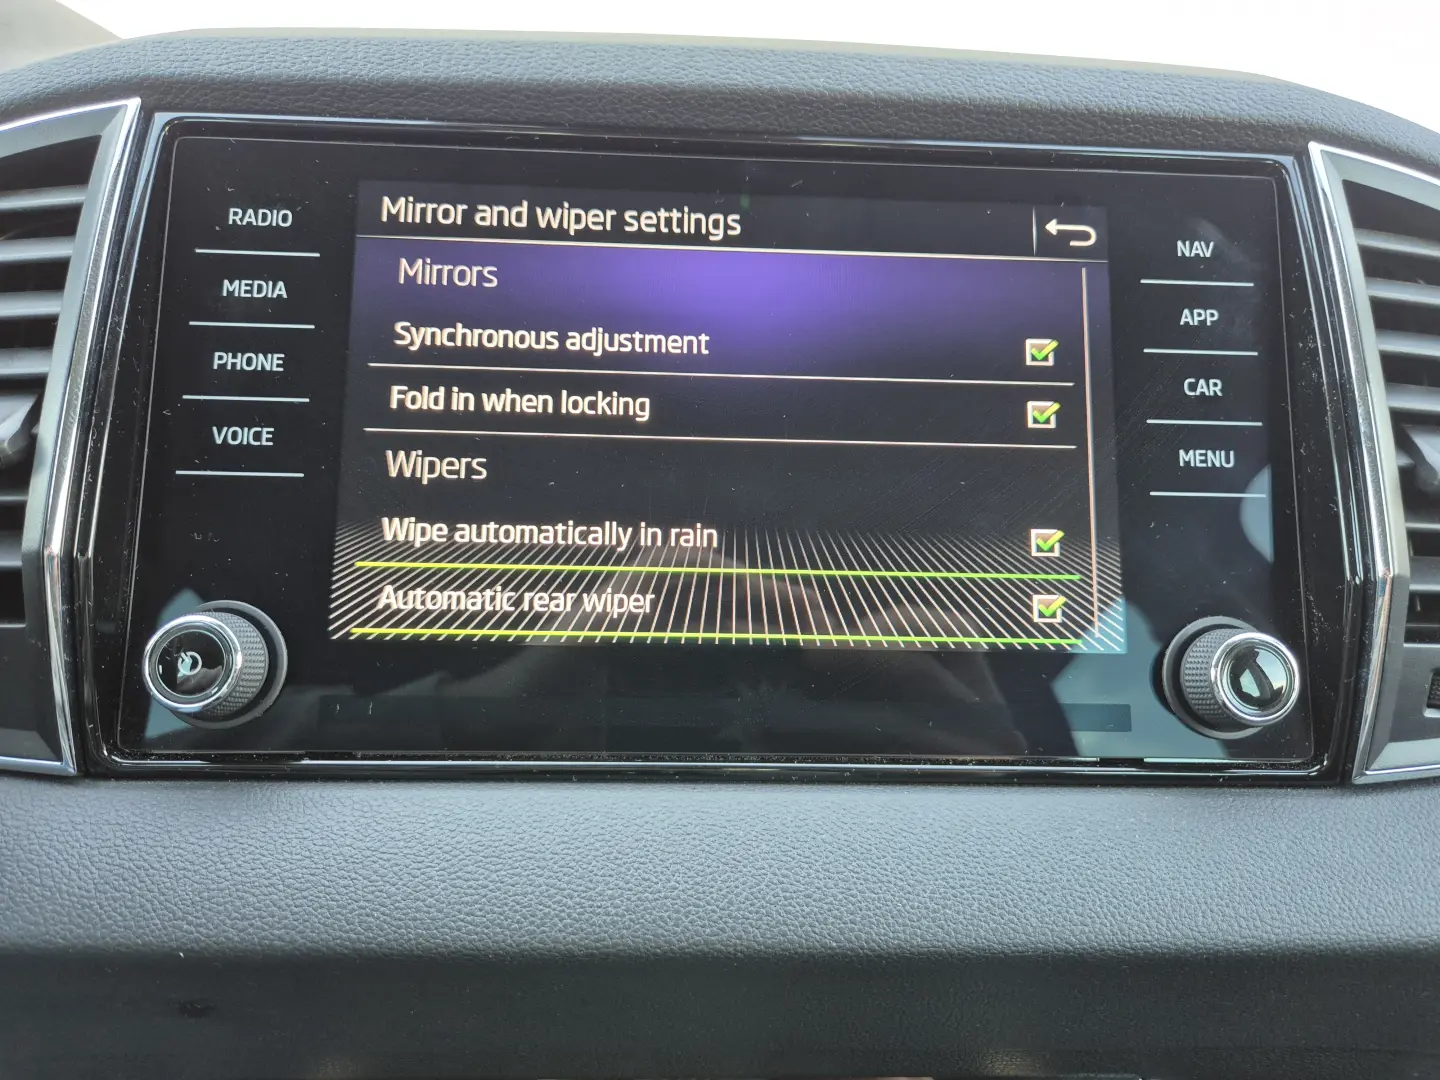 RADIO
MEDIA
PHONE
VOICE
Mirror and wiper settings
Mirrors
Synchronous adjustment
Fold in when locking
Wipers
Wipe automatically in rain
Automatic rear wiper
NAV
APP
CAR
MENU